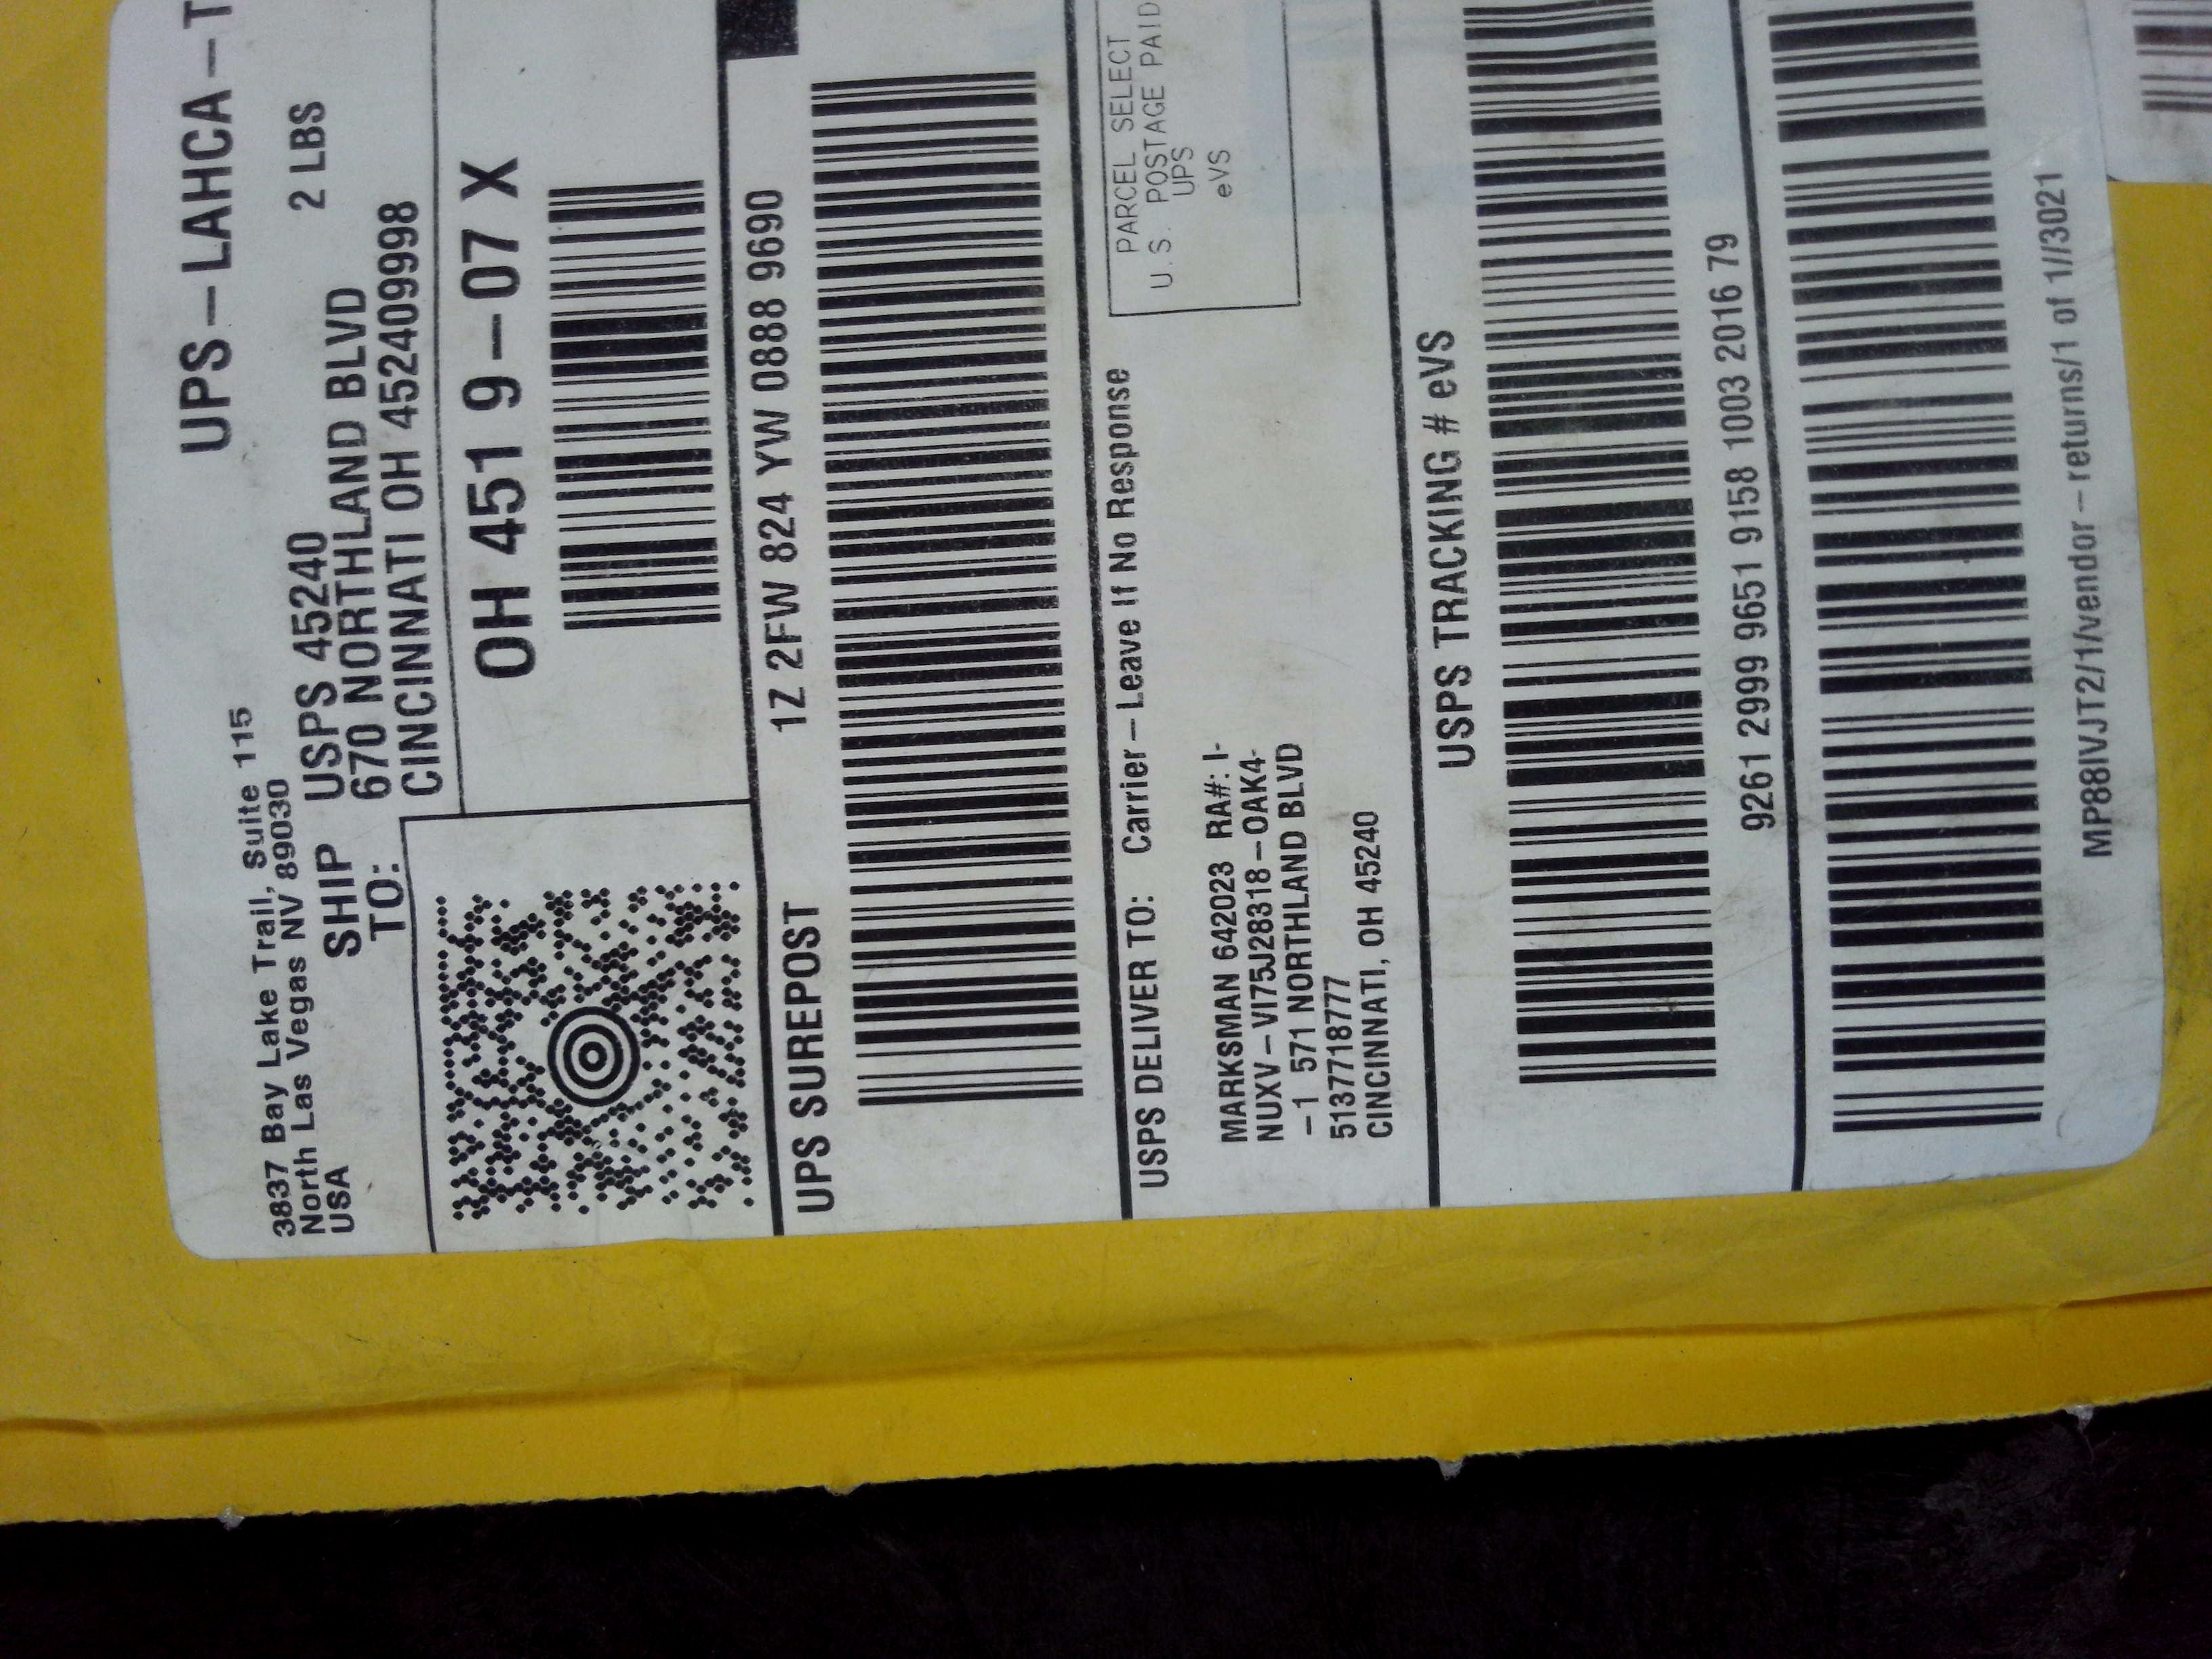 UPS-LAHCA-T
2 LBS
3837 Bay Lake Trail, Suite 115
North Las Vegas NV 89030
USA
SHIP TO:
USPS 45240
670 NORTHLAND BLVD
CINCINNATI OH 452409998
OH 451 9-07 X
UPS SUREPOST
1Z 2FW 824 YW 0888 9690
USPS DELIVER TO:
Carrier-Leave If No Response
MARKSMAN 642023 RA#: I-
NUXV-VI75J28318-OAK4-
-1 571 NORTHLAND BLVD
5137718777
CINCINNATI, OH 45240
PARCEL SELECT
U.S. POSTAGE PAID
UPS
eVS
USPS TRACKING # eVS
9261 2999 9651 9158 1003 2016 79
MP88IVJT2/1/vendor-returns/1 of 1//3021